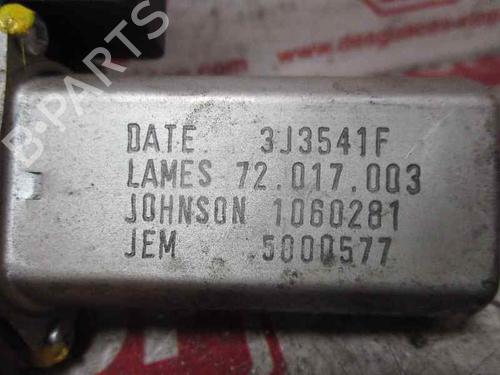 DATE 3J3541F
LAMES 72.017.003
JOHNSON 1060281
JEM 5000577
B-PARTS